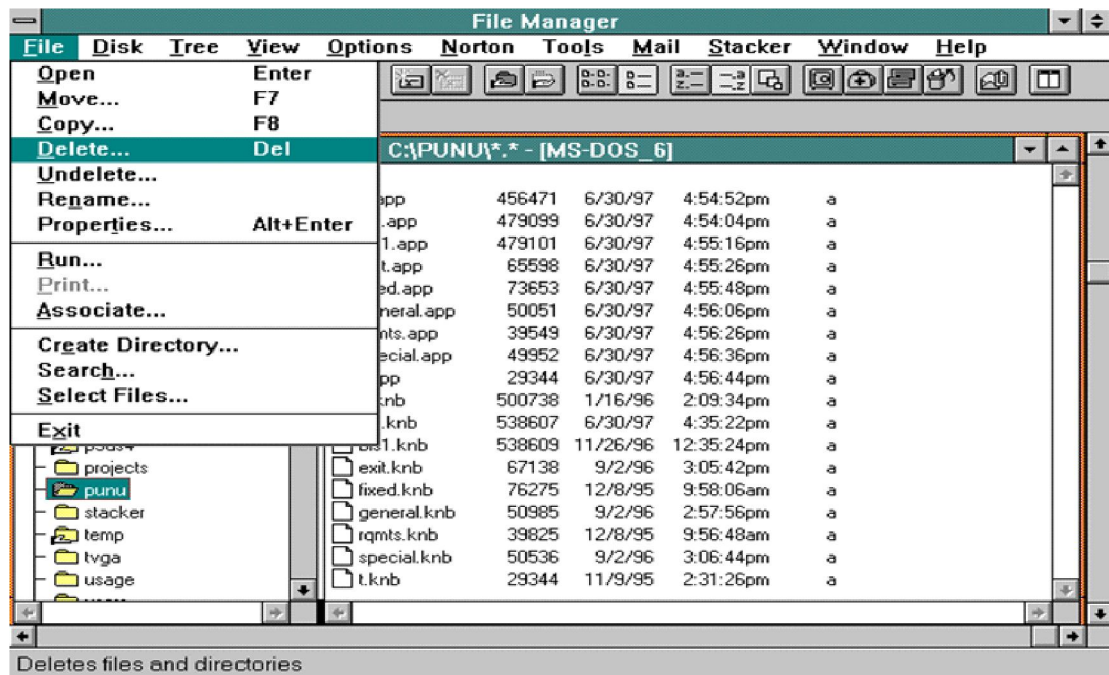 File Manager
File Disk Tree View Options Norton Tools Mail Stacker Window Help
Open Enter
Move... F7
Copy... F8
Delete... Del
Undelete...
Rename...
Properties... Alt+Enter
Run...
Print...
Associate...
Create Directory...
Search...
Select Files...
Exit
C:\PUNU\*.* - [MS-DOS_6]
app 456471 6/30/97 4:54:52pm a
.app 479099 6/30/97 4:54:04pm a
1.app 479101 6/30/97 4:55:16pm a
t.app 65598 6/30/97 4:55:26pm a
ed.app 73653 6/30/97 4:55:48pm a
neral.app 50051 6/30/97 4:56:06pm a
mts.app 39549 6/30/97 4:56:26pm a
ecial.app 49952 6/30/97 4:56:36pm a
pp 29344 6/30/97 4:56:44pm a
.knb 500738 1/16/96 2:09:34pm a
.knb 538607 6/30/97 4:35:22pm a
bis1.knb 538609 11/26/96 12:35:24pm a
exit.knb 67138 9/2/96 3:05:42pm a
fixed.knb 76275 12/8/95 9:58:06am a
general.knb 50985 9/2/96 2:57:56pm a
rqmts.knb 39825 12/8/95 9:56:48am a
special.knb 50536 9/2/96 3:06:44pm a
t.knb 29344 11/9/95 2:31:26pm a
projects
punu
stacker
temp
tvga
usage
Deletes files and directories